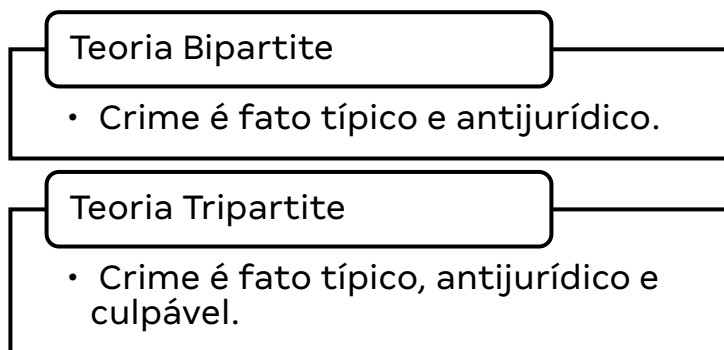 Teoria Bipartite
• Crime é fato típico e antijurídico.
Teoria Tripartite
• Crime é fato típico, antijurídico e
culpável.